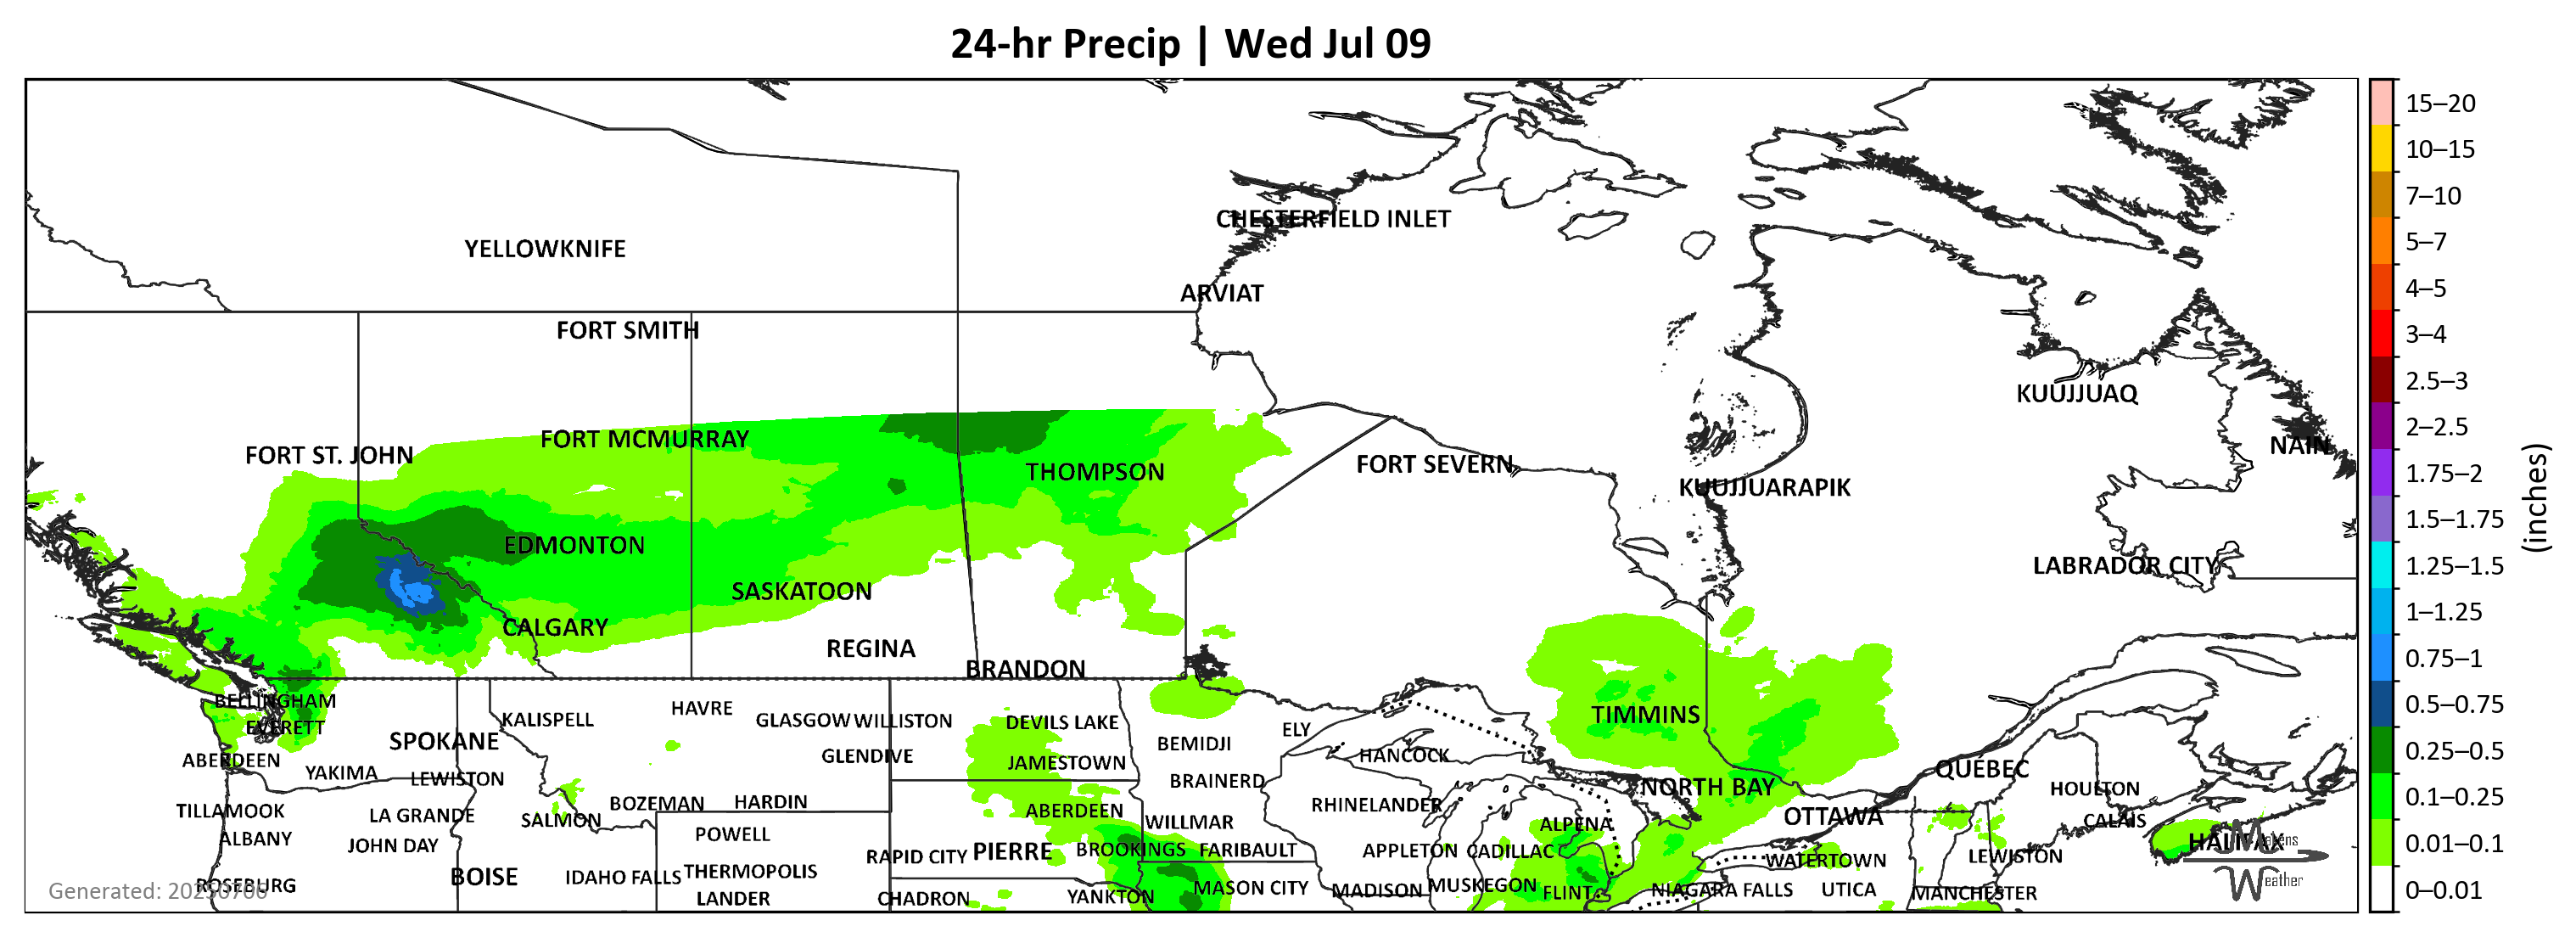 24-hr Precip | Wed Jul 09
YELLOWKNIFE
CHESTERFIELD INLET
ARVIAT
FORT SMITH
KUUJJUAQ
FORT MCMURRAY
FORT ST. JOHN
THOMPSON
FORT SEVERN
NAIN
KUUJJUARAPIK
EDMONTON
LABRADOR CITY
SASKATOON
CALGARY
REGINA
BRANDON
BELLINGHAM
EVERETT
KALISPELL
HAVRE
GLASGOW
WILLISTON
DEVILS LAKE
TIMMINS
SPOKANE
BEMIDJI
ELY
HANCOCK
ABERDEEN
YAKIMA
LEWISTON
GLENDIVE
JAMESTOWN
BRAINERD
NORTH BAY
QUÉBEC
HOULTON
TILLAMOOK
LA GRANDE
SALMON
BOZEMAN
HARDIN
ABERDEEN
WILLMAR
RHINELANDER
ALPENA
OTTAWA
CALAIS
ALBANY
JOHN DAY
POWELL
RAPID CITY
PIERRE
BROOKINGS
FARIBAULT
APPLETON
CADILLAC
WATERTOWN
LEWISTON
HALIFAX
ROSEBURG
BOISE
IDAHO FALLS
THERMOPOLIS
LANDER
CHADRON
YANKTON
MASON CITY
MADISON
MUSKEGON
FLINT
NIAGARA FALLS
UTICA
MANCHESTER
Weather
15–20
10–15
7–10
5–7
4–5
3–4
2.5–3
2–2.5
1.75–2
1.5–1.75
1.25–1.5
1–1.25
0.75–1
0.5–0.75
0.25–0.5
0.1–0.25
0.01–0.1
0–0.01
(inches)